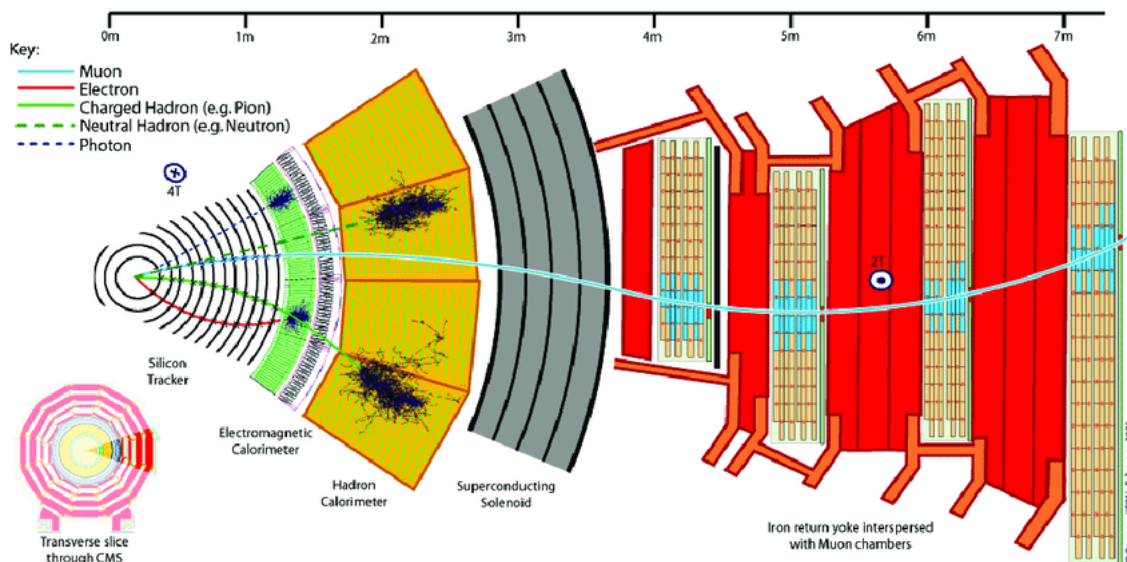 0m 1m 2m 3m 4m 5m 6m 7m
Key:
Muon
Electron
Charged Hadron (e.g. Pion)
Neutral Hadron (e.g. Neutron)
Photon
4T
2T
Silicon
Tracker
Electromagnetic
Calorimeter
Hadron
Calorimeter
Superconducting
Solenoid
Iron return yoke interspersed
with Muon chambers
Transverse slice
through CMS